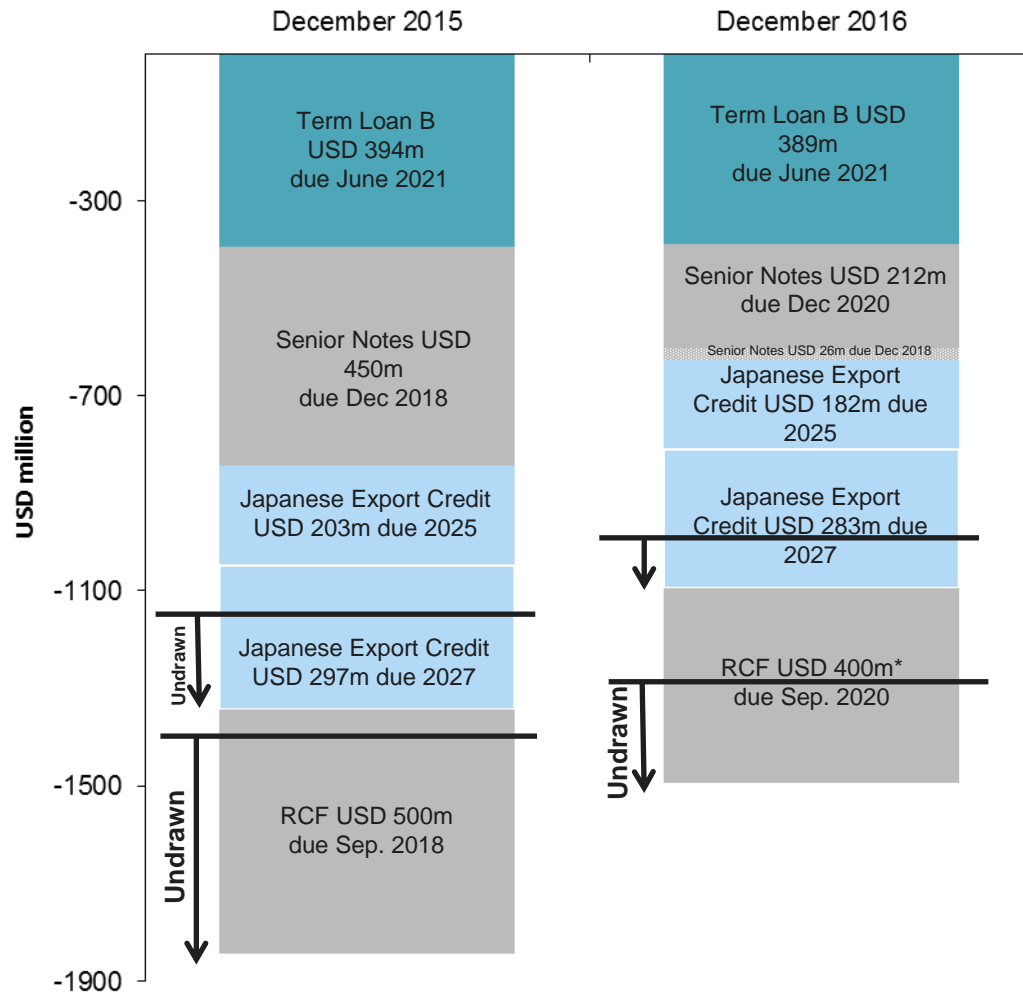 December 2015
December 2016
USD million
-300
-700
-1100
-1500
-1900
Term Loan B
USD 394m
due June 2021
Senior Notes USD
450m
due Dec 2018
Japanese Export Credit
USD 203m due 2025
Japanese Export Credit
USD 297m due 2027
RCF USD 500m
due Sep. 2018
Undrawn
Undrawn
Term Loan B USD
389m
due June 2021
Senior Notes USD 212m
due Dec 2020
Senior Notes USD 26m due Dec 2018
Japanese Export
Credit USD 182m due
2025
Japanese Export
Credit USD 283m due
2027
RCF USD 400m*
due Sep. 2020
Undrawn